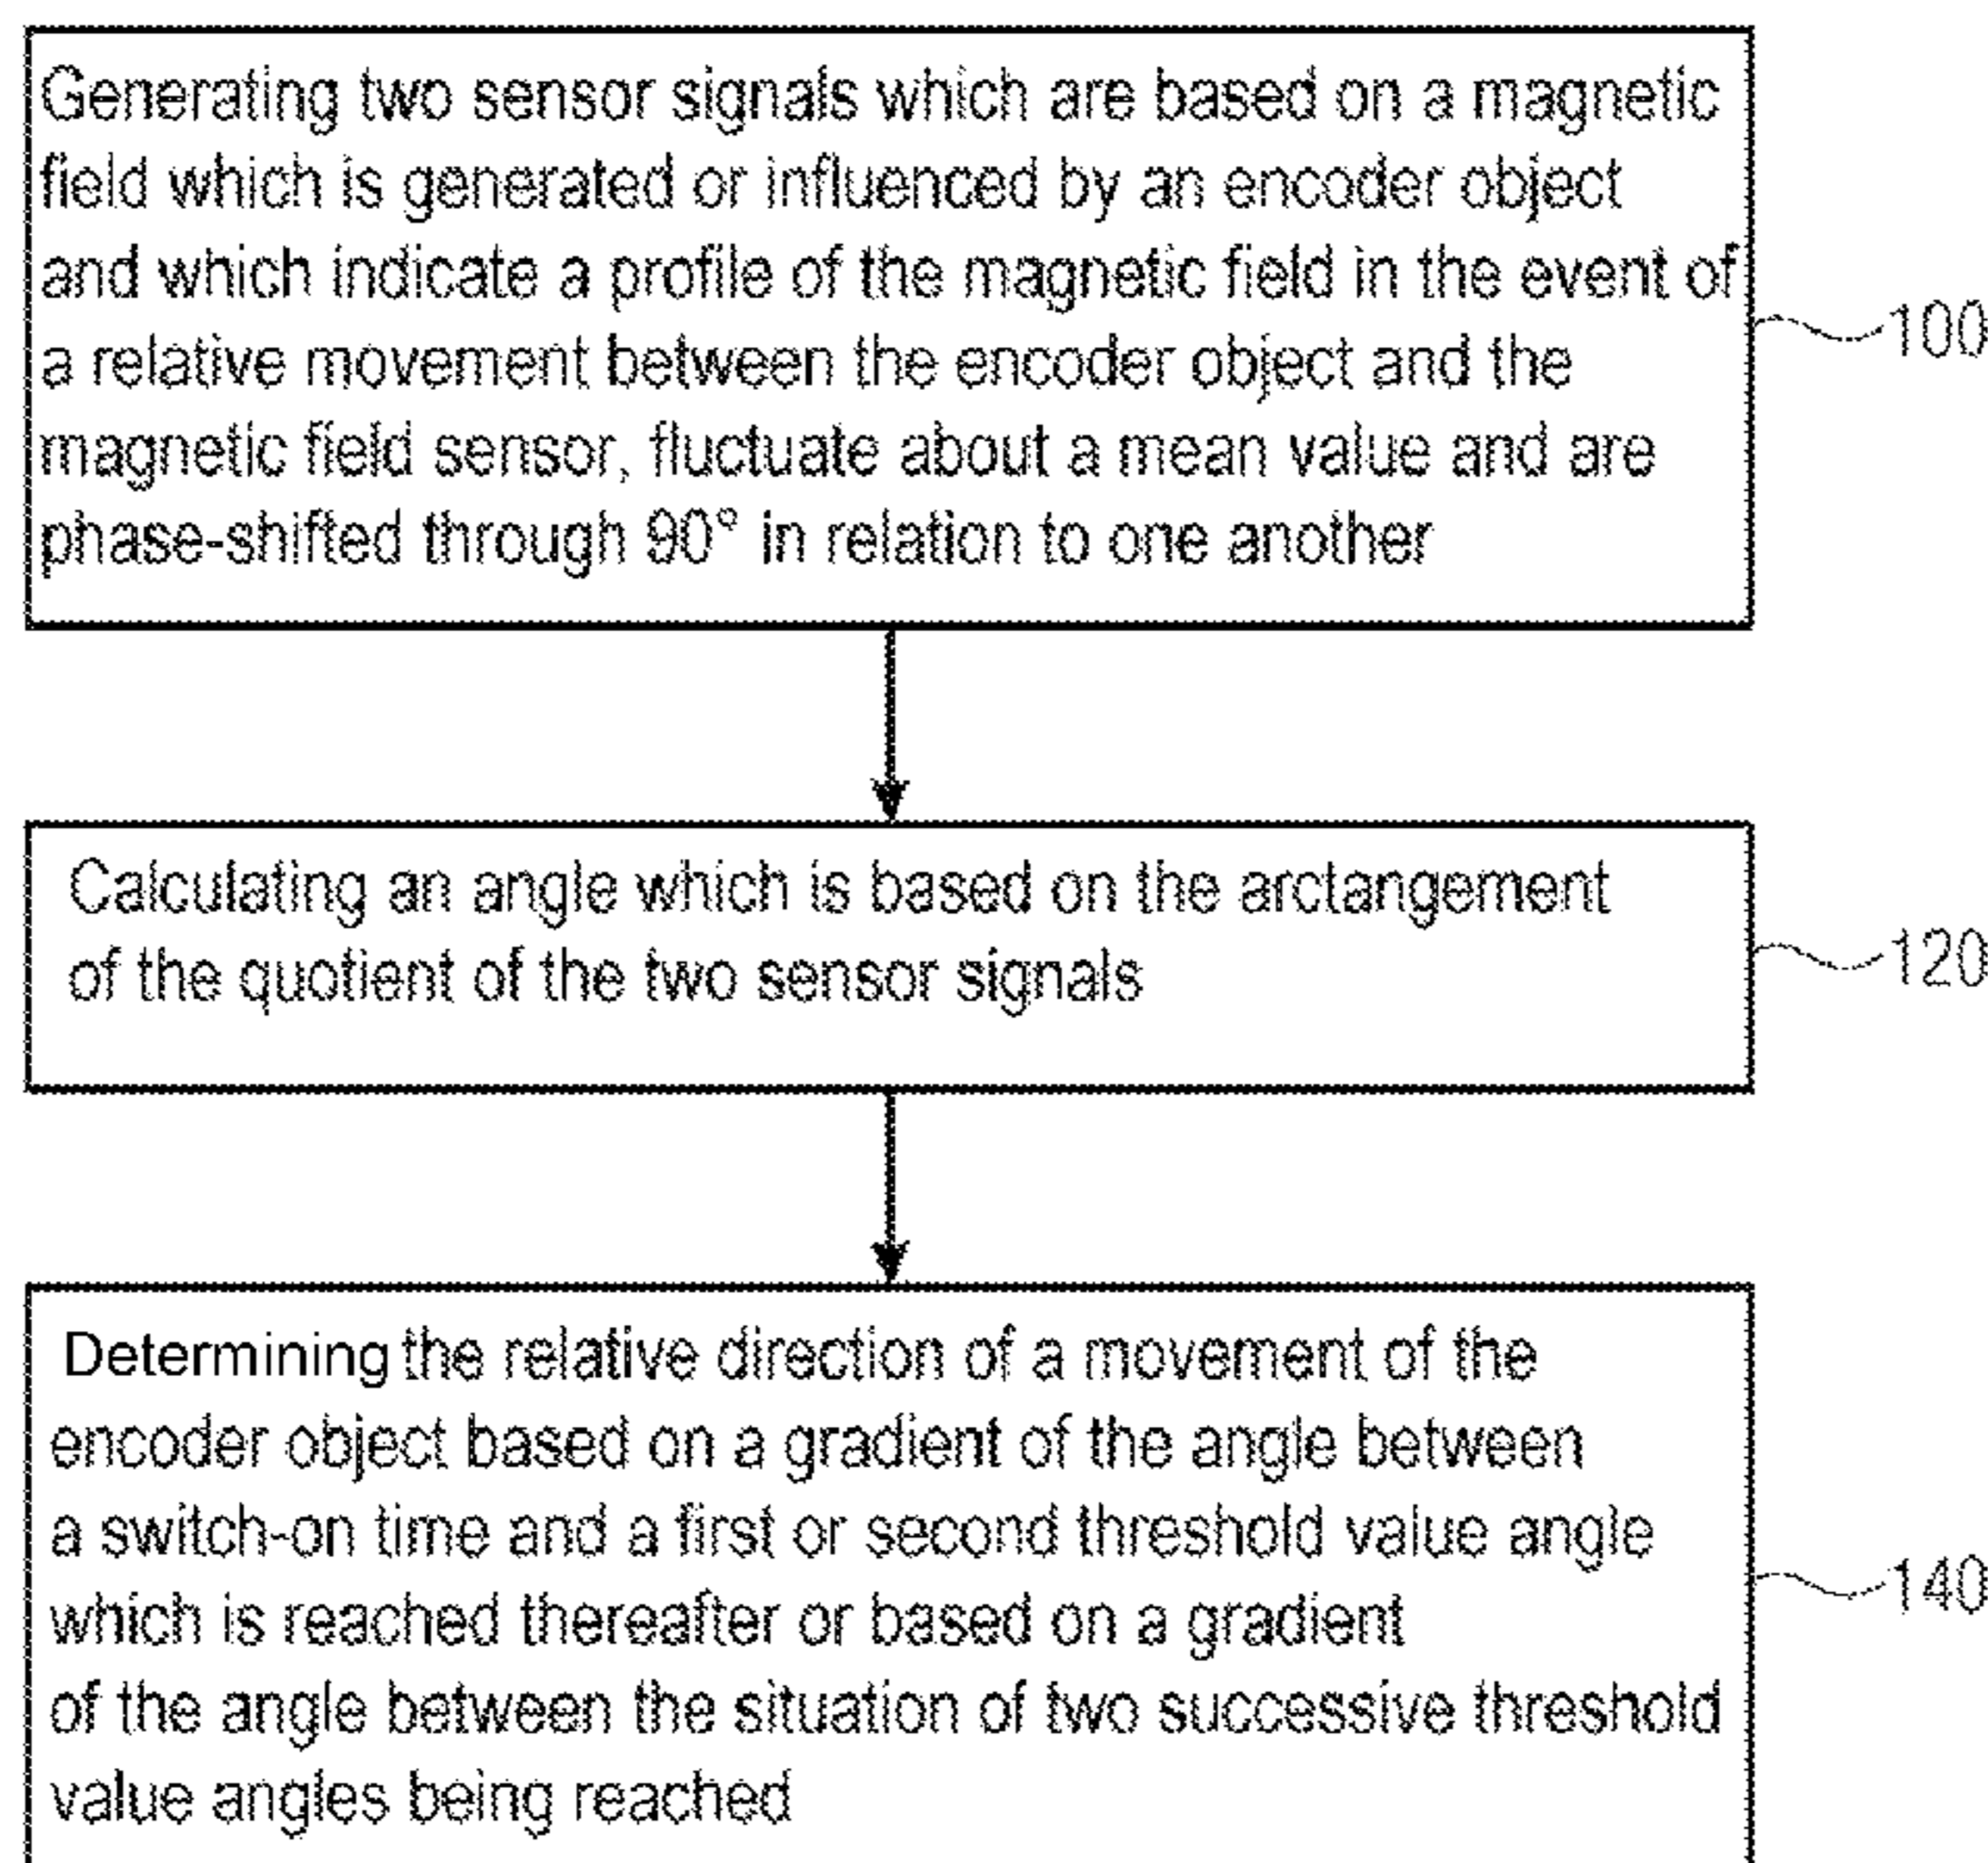 Generating two sensor signals which are based on a magnetic
field which is generated or influenced by an encoder object
and which indicate a profile of the magnetic field in the event of
a relative movement between the encoder object and the
magnetic field sensor, fluctuate about a mean value and are
phase-shifted through 90° in relation to one another
100
Calculating an angle which is based on the arctangement
of the quotient of the two sensor signals
120
Determining the relative direction of a movement of the
encoder object based on a gradient of the angle between
a switch-on time and a first or second threshold value angle
which is reached thereafter or based on a gradient
of the angle between the situation of two successive threshold
value angles being reached
140